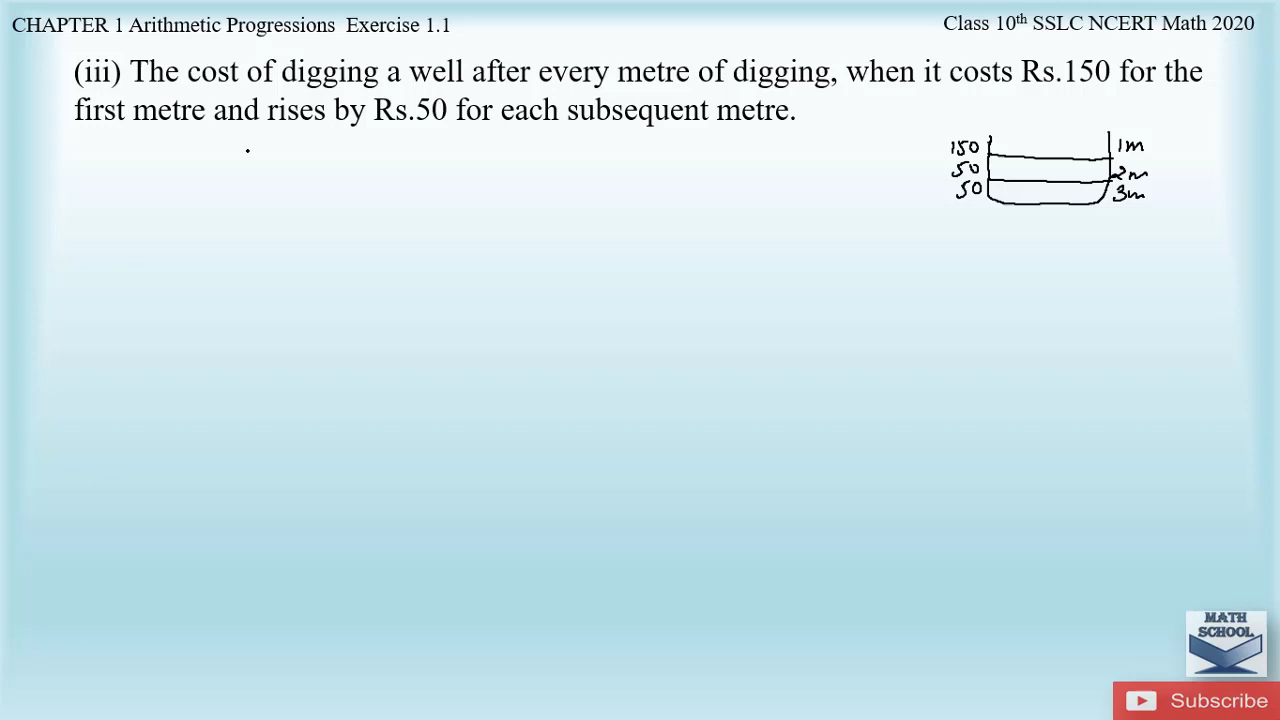 CHAPTER 1 Arithmetic Progressions Exercise 1.1
Class 10th SSLC NCERT Math 2020
(iii) The cost of digging a well after every metre of digging, when it costs Rs.150 for the
first metre and rises by Rs.50 for each subsequent metre.
150 1m
50 2m
50 3m
MATH
SCHOOL
Subscribe